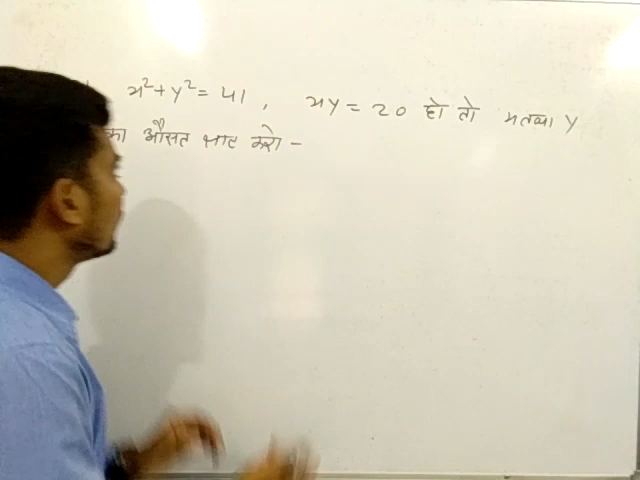 x²+y² = 41, xy = 20 हो तो x तथा y
का औसत ज्ञात करो –